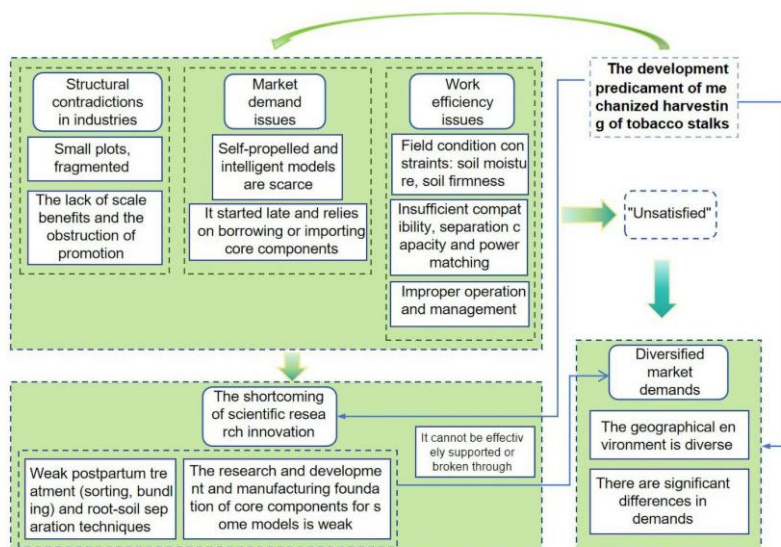 Structural
contradictions
in industries
Small plots,
fragmented
The lack of scale
benefits and the
obstruction of
promotion
Market
demand
issues
Self-propelled and
intelligent models
are scarce
It started late and relies
on borrowing or importing
core components
Work
efficiency
issues
Field condition con
straints: soil moistu
re, soil firmness
Insufficient compat
ibility, separation c
apacity and power
matching
Improper operation
and management
The development
predicament of me
chanized harvestin
g of tobacco stalks
"Unsatisfied"
Diversified
market
demands
The geographical en
vironment is diverse
There are significant
differences in
demands
The shortcoming
of scientific resea
rch innovation
It cannot be effectiv
ely supported or
broken through
Weak postpartum tre
atment (sorting, bundl
ing) and root-soil sep
aration techniques
The research and developme
nt and manufacturing founda
tion of core components for s
ome models is weak